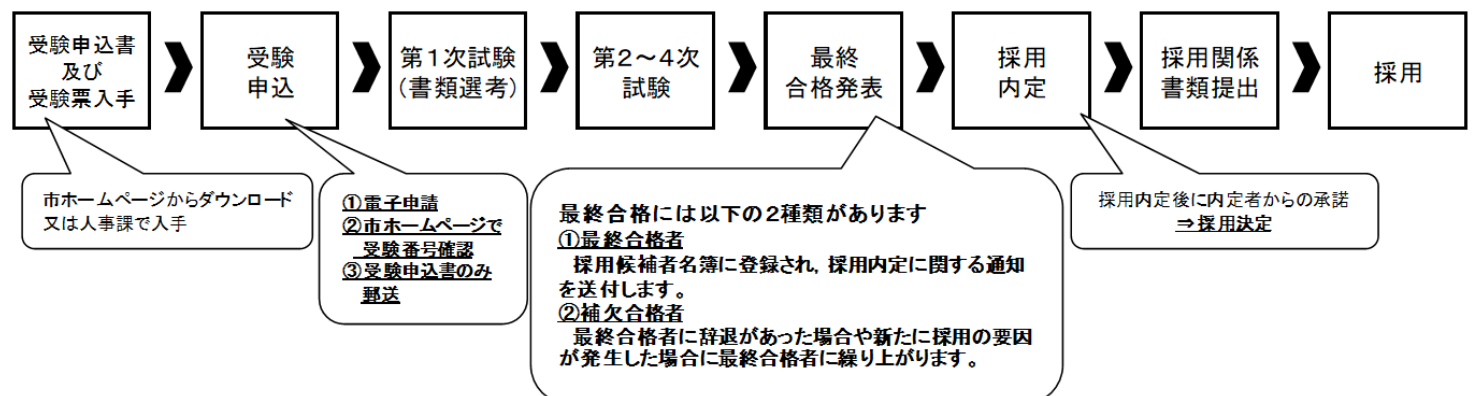 受験申込書
及び
受験票入手
受験
申込
第１次試験
(書類選考)
第２～４次
試験
最終
合格発表
採用
内定
採用関係
書類提出
採用
市ホームページからダウンロード
又は人事課で入手
①電子申請
②市ホームページで
受験番号確認
③受験申込書のみ
郵送
最終合格には以下の２種類があります
①最終合格者
採用候補者名簿に登録され，採用内定に関する通知
を送付します。
②補欠合格者
最終合格者に辞退があった場合や新たに採用の要因
が発生した場合に最終合格者に繰り上がります。
採用内定後に内定者からの承諾
⇒採用決定